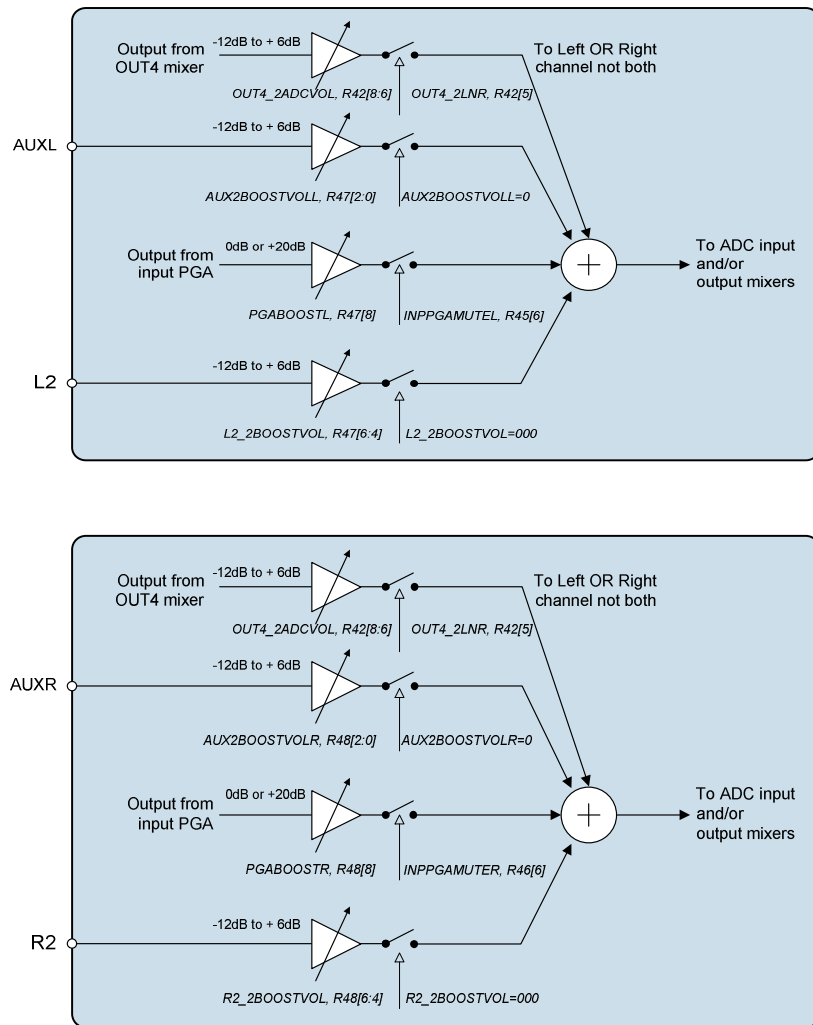 Output from
OUT4 mixer
-12dB to + 6dB
To Left OR Right
channel not both
OUT4_2ADCVOL, R42[8:6]
OUT4_2LNR, R42[5]
AUXL
-12dB to + 6dB
AUX2BOOSTVOLL, R47[2:0]
AUX2BOOSTVOLL=0
Output from
input PGA
0dB or +20dB
To ADC input
and/or
output mixers
PGABOOSTL, R47[8]
INPPGAMUTEL, R45[6]
L2
-12dB to + 6dB
L2_2BOOSTVOL, R47[6:4]
L2_2BOOSTVOL=000
Output from
OUT4 mixer
-12dB to + 6dB
To Left OR Right
channel not both
OUT4_2ADCVOL, R42[8:6]
OUT4_2LNR, R42[5]
AUXR
-12dB to + 6dB
AUX2BOOSTVOLR, R48[2:0]
AUX2BOOSTVOLR=0
Output from
input PGA
0dB or +20dB
To ADC input
and/or
output mixers
PGABOOSTR, R48[8]
INPPGAMUTER, R46[6]
R2
-12dB to + 6dB
R2_2BOOSTVOL, R48[6:4]
R2_2BOOSTVOL=000